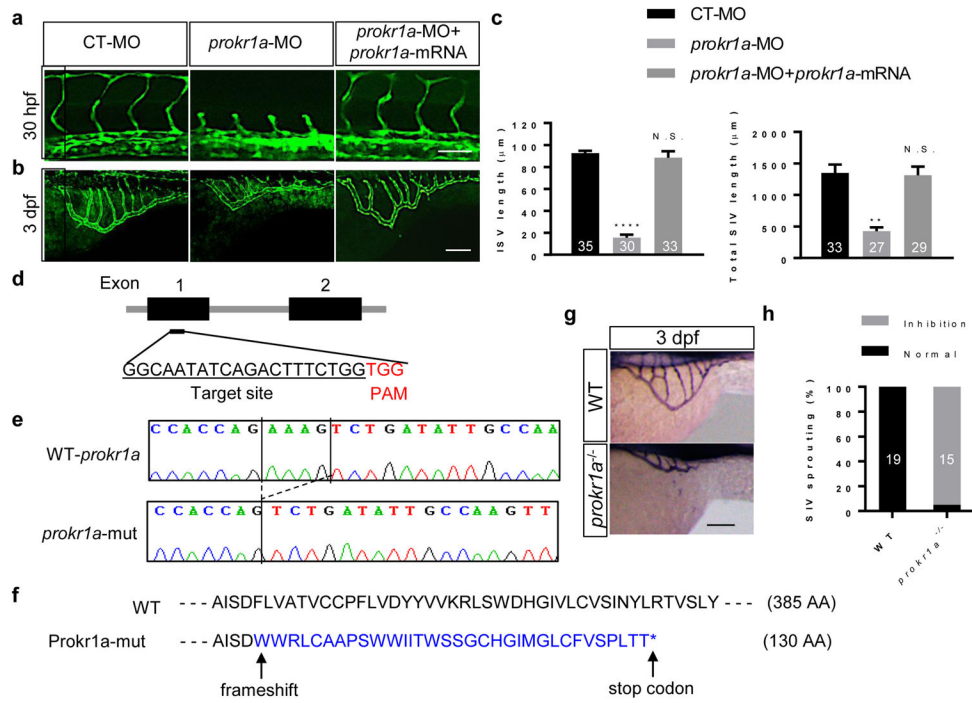 a
CT-MO
prokr1a-MO
prokr1a-MO+
prokr1a-mRNA
30 hpf
b
3 dpf
c
CT-MO
prokr1a-MO
prokr1a-MO+prokr1a-mRNA
ISV length (μm)
120
100
80
60
40
20
0
35
****
30
N.S.
33
Total SIV length (μm)
2000
1500
1000
500
0
33
**
27
N.S.
29
d
Exon
1
2
GGCAATATCAGACTTTCTGGTGG
Target site
PAM
e
WT-prokr1a
CCACCAGAAAGTCTGATATTGCCAA
prokr1a-mut
CCACCAGTCTGATATTGCCAAGTT
f
WT
---AISDFLVATVCCPFLVDYYVVKRLSWDHGIVLCVSINYLRTVSLY---
(385 AA)
Prokr1a-mut
---AISDWWRLCAAPSWWIITWSSGCHGIMGLCFVSPLTT*
(130 AA)
frameshift
stop codon
g
3 dpf
WT
prokr1a-/-
h
Inhibition
Normal
SIV sprouting (%)
100
80
60
40
20
0
19
15
WT
prokr1a-/-